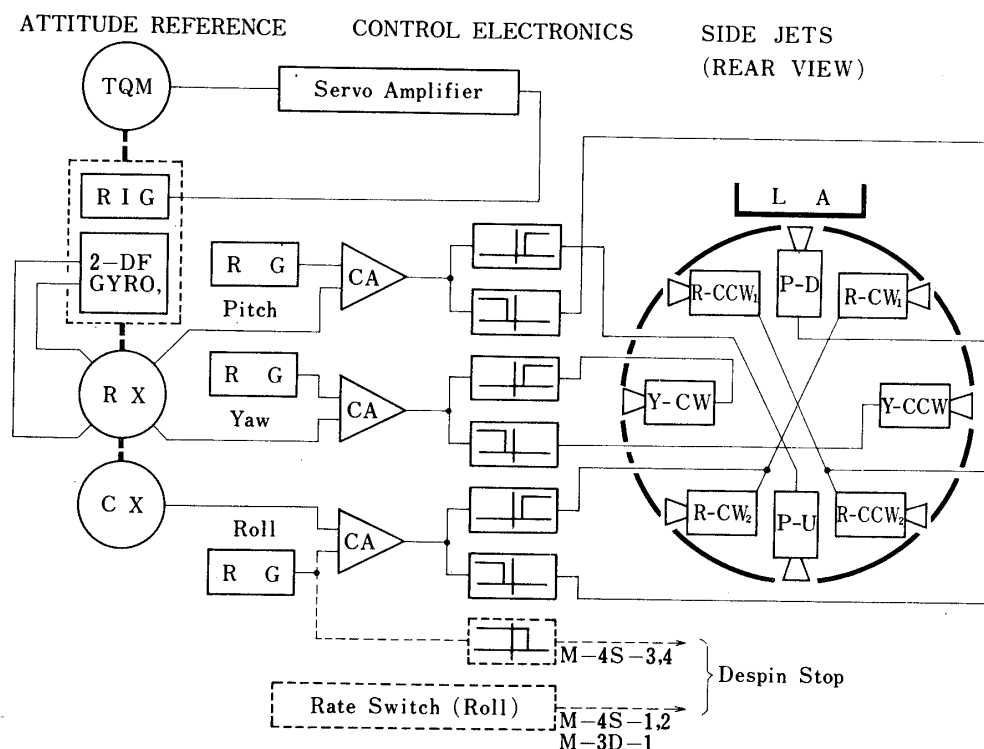 ATTITUDE REFERENCE
CONTROL ELECTRONICS
SIDE JETS
(REAR VIEW)
TQM
Servo Amplifier
R I G
2-DF
GYRO,
R G
Pitch
CA
L A
R-CCW₁
P-D
R-CW₁
R X
R G
Yaw
CA
Y-CW
Y-CCW
C X
Roll
R G
CA
R-CW₂
P-U
R-CCW₂
M-4S-3,4
Despin Stop
Rate Switch (Roll)
M-4S-1,2
M-3D-1